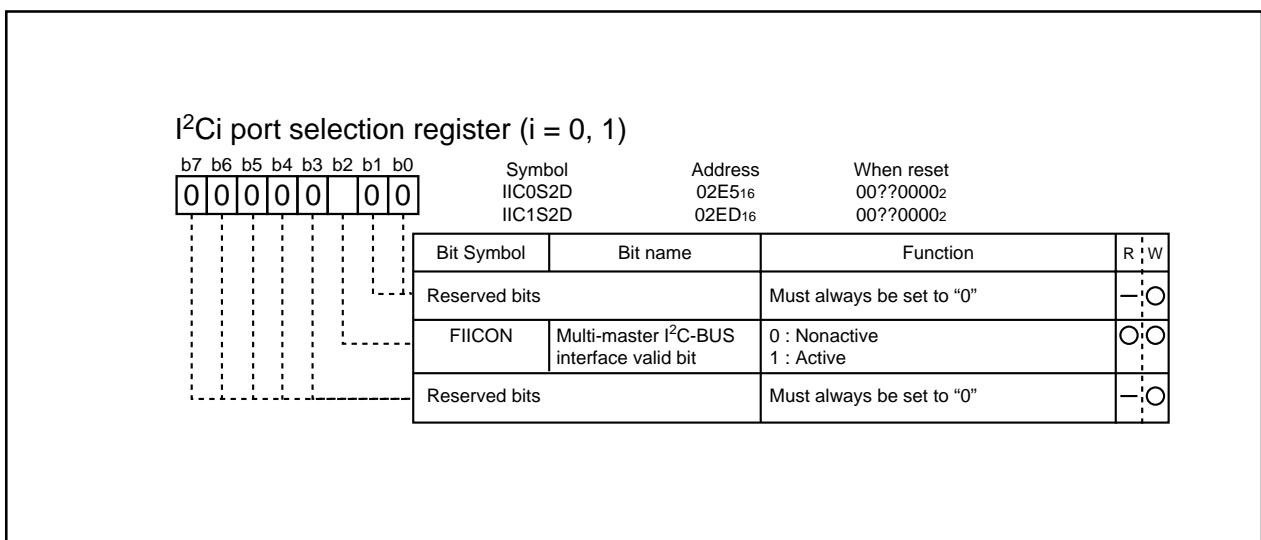 I²Ci port selection register (i = 0, 1)
b7 b6 b5 b4 b3 b2 b1 b0
0 0 0 0 0 0 0
Symbol Address When reset
IIC0S2D 02E516 00??00002
IIC1S2D 02ED16 00??00002
Bit Symbol Bit name Function R W
Reserved bits Must always be set to “0” –
FIICON Multi-master I²C-BUS interface valid bit 0 : Nonactive
1 : Active
Reserved bits Must always be set to “0” –